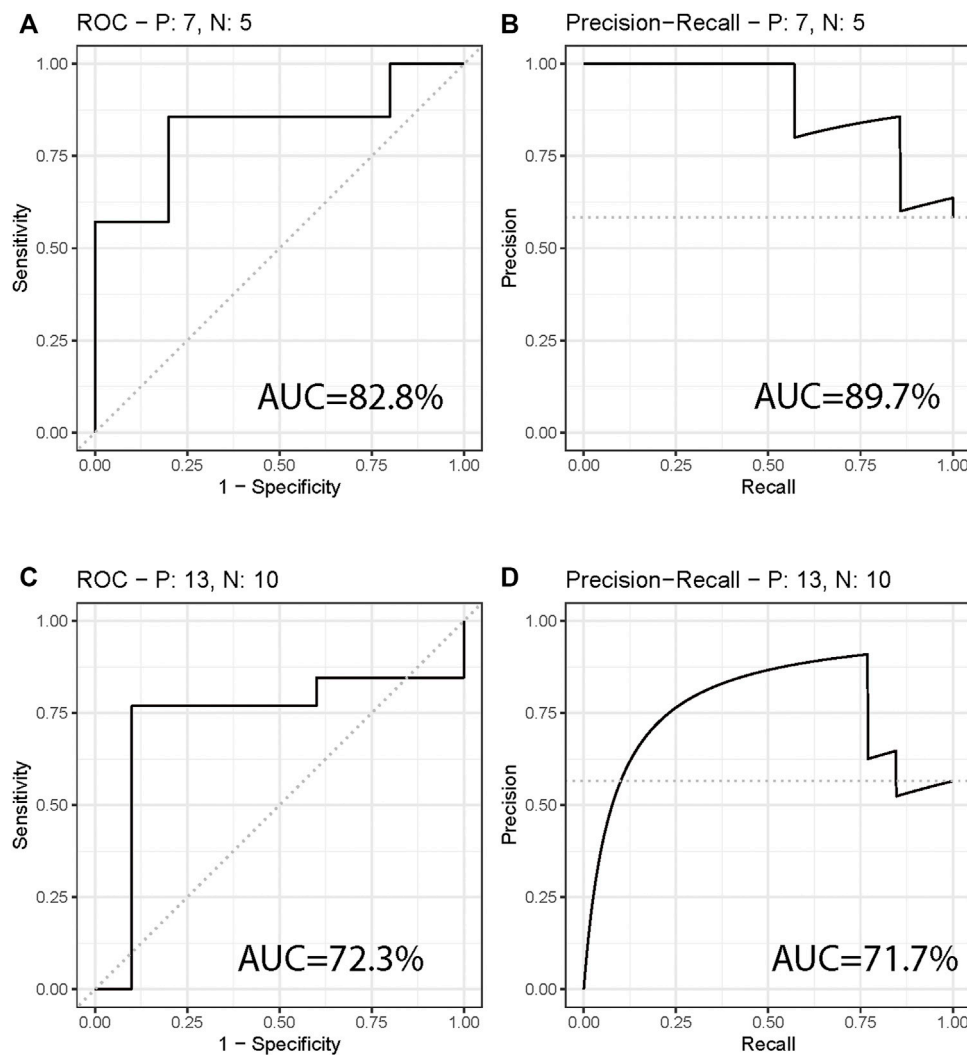 A
ROC – P: 7, N: 5
1.00
0.75
0.50
0.25
0.00
Sensitivity
AUC=82.8%
0.00 0.25 0.50 0.75 1.00
1 – Specificity
B
Precision–Recall – P: 7, N: 5
1.00
0.75
0.50
0.25
0.00
Precision
AUC=89.7%
0.00 0.25 0.50 0.75 1.00
Recall
C
ROC – P: 13, N: 10
1.00
0.75
0.50
0.25
0.00
Sensitivity
AUC=72.3%
0.00 0.25 0.50 0.75 1.00
1 – Specificity
D
Precision–Recall – P: 13, N: 10
1.00
0.75
0.50
0.25
0.00
Precision
AUC=71.7%
0.00 0.25 0.50 0.75 1.00
Recall